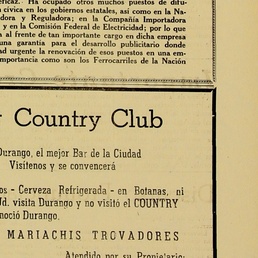 eficaz.  Ha ocupado otros muchos puestos de difu-
cívica en los gobiernos estatales, así como en la Na-
dora y Reguladora; en la Compañía Importadora
y en la Comisión Federal de Electricidad; por lo que
a al frente de tan importante cargo en dicha empresa
una garantía para el desarrollo publicitario donde
ad urgente la renovación de esos puestos en una em-
mportancia como son los Ferrocarriles de la Nación
Country Club
Durango, el mejor Bar de la Ciudad
Visítenos y se convencerá
os - Cerveza Refrigerada - en Botanas, ni
Ud. visita Durango y no visitó el COUNTRY
noció Durango.
MARIACHIS TROVADORES
Atendido por su Propietario: